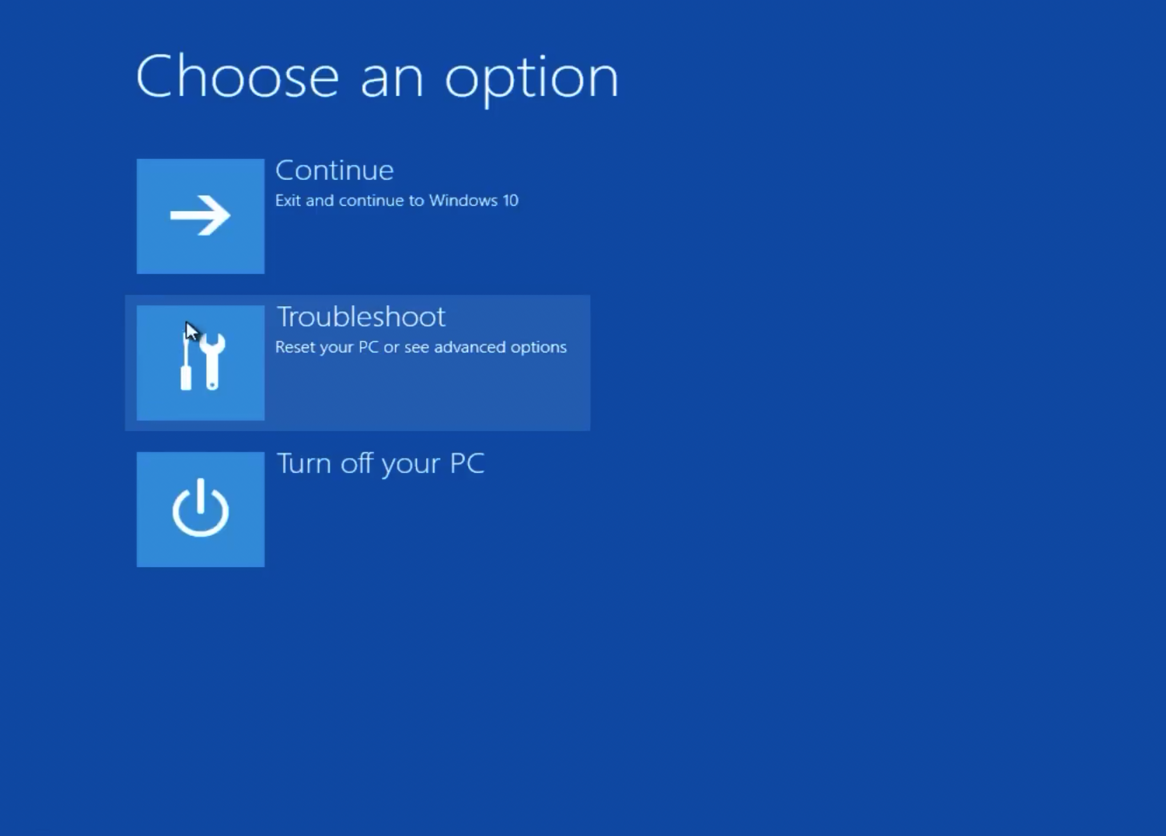 Choose an option
Continue
Exit and continue to Windows 10
Troubleshoot
Reset your PC or see advanced options
Turn off your PC